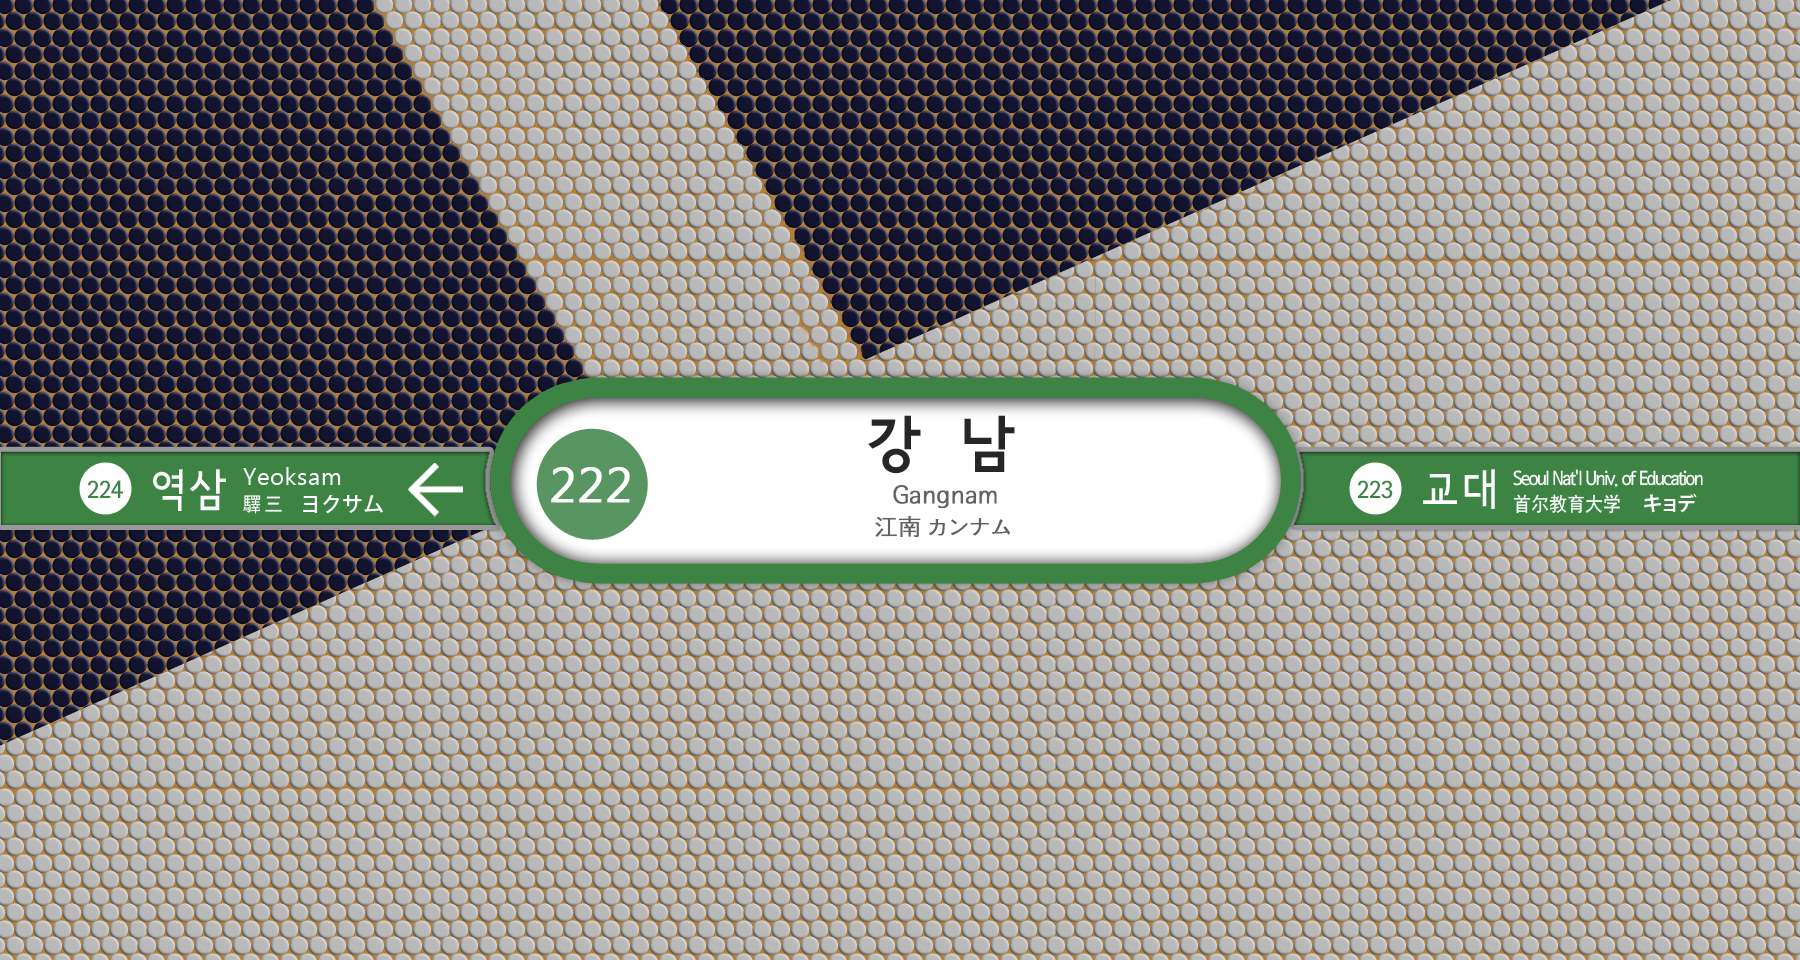 224
역삼
Yeoksam
驛三 ヨクサム
222
강 남
Gangnam
江南 カンナム
223
교대
Seoul Nat'l Univ. of Education
首尔教育大学 キョデ